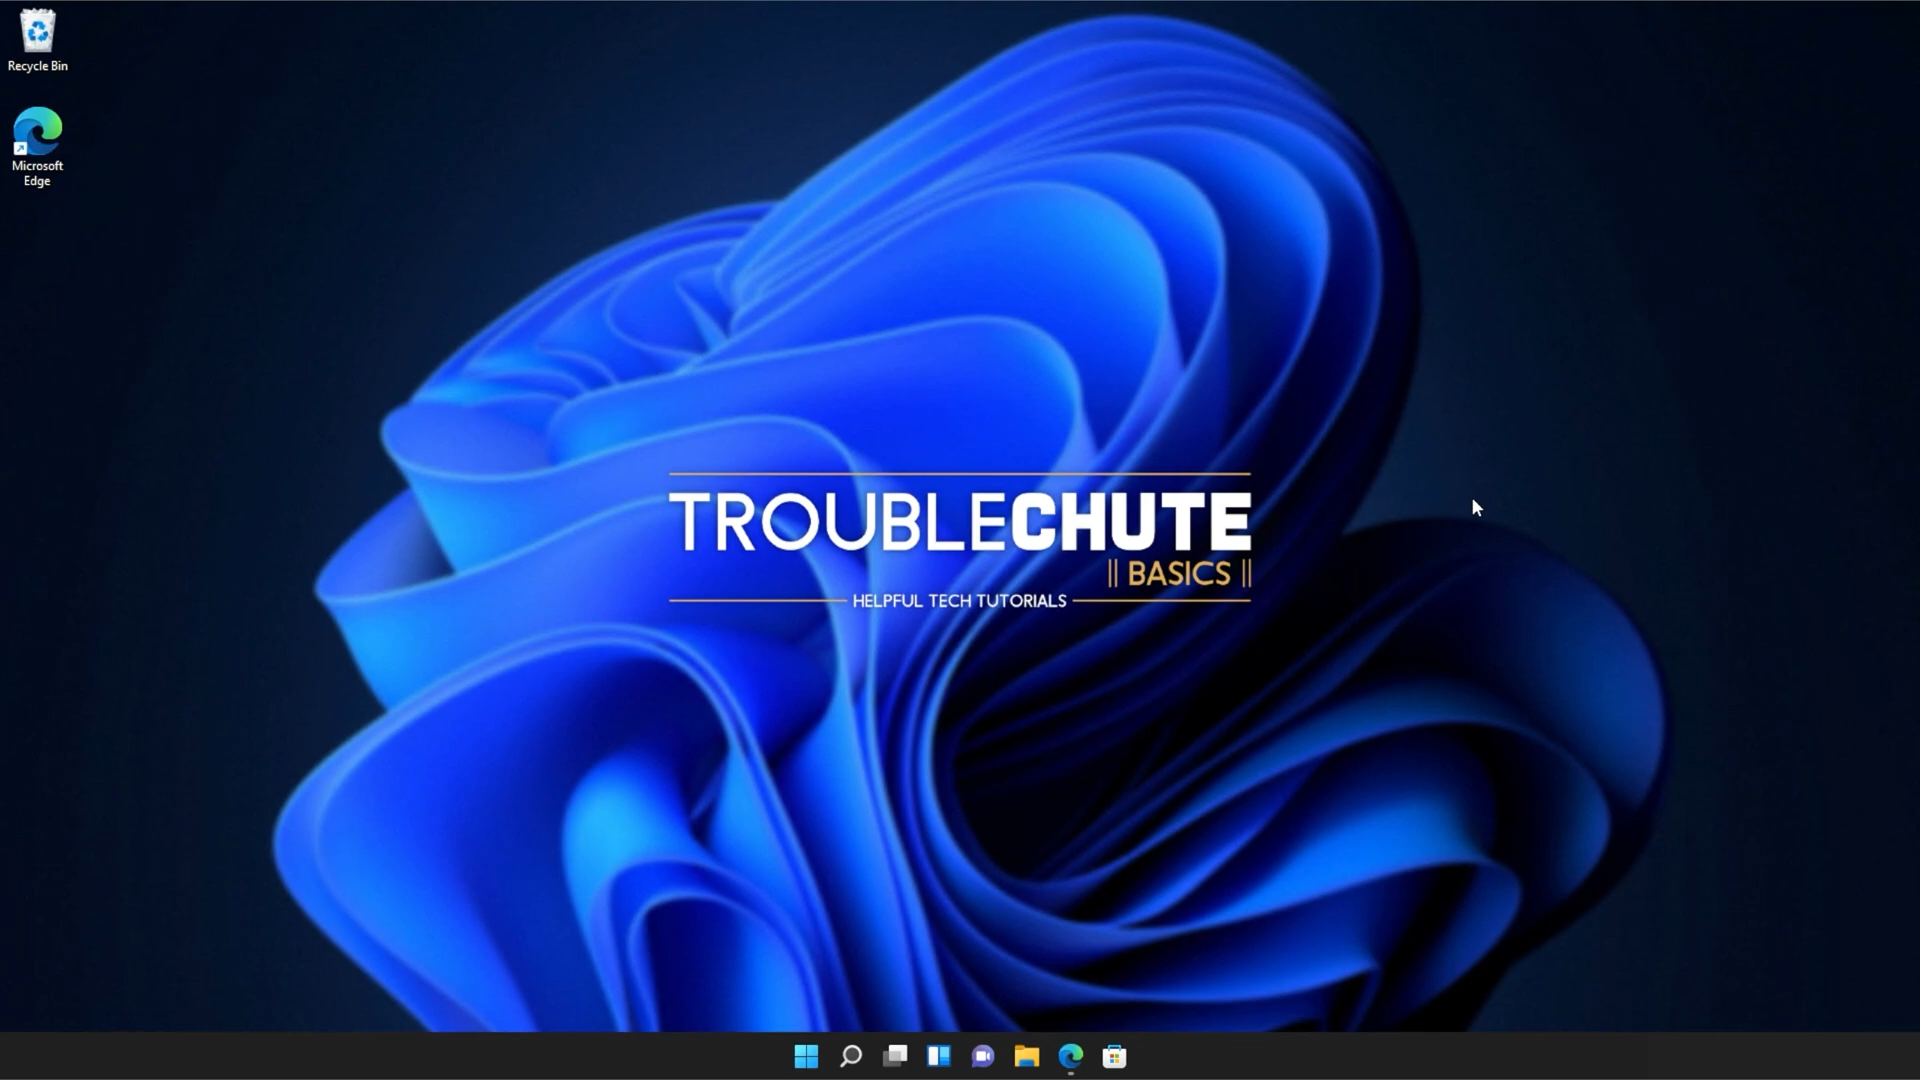 Recycle Bin
Microsoft
Edge
TROUBLECHUTE
|| BASICS ||
HELPFUL TECH TUTORIALS